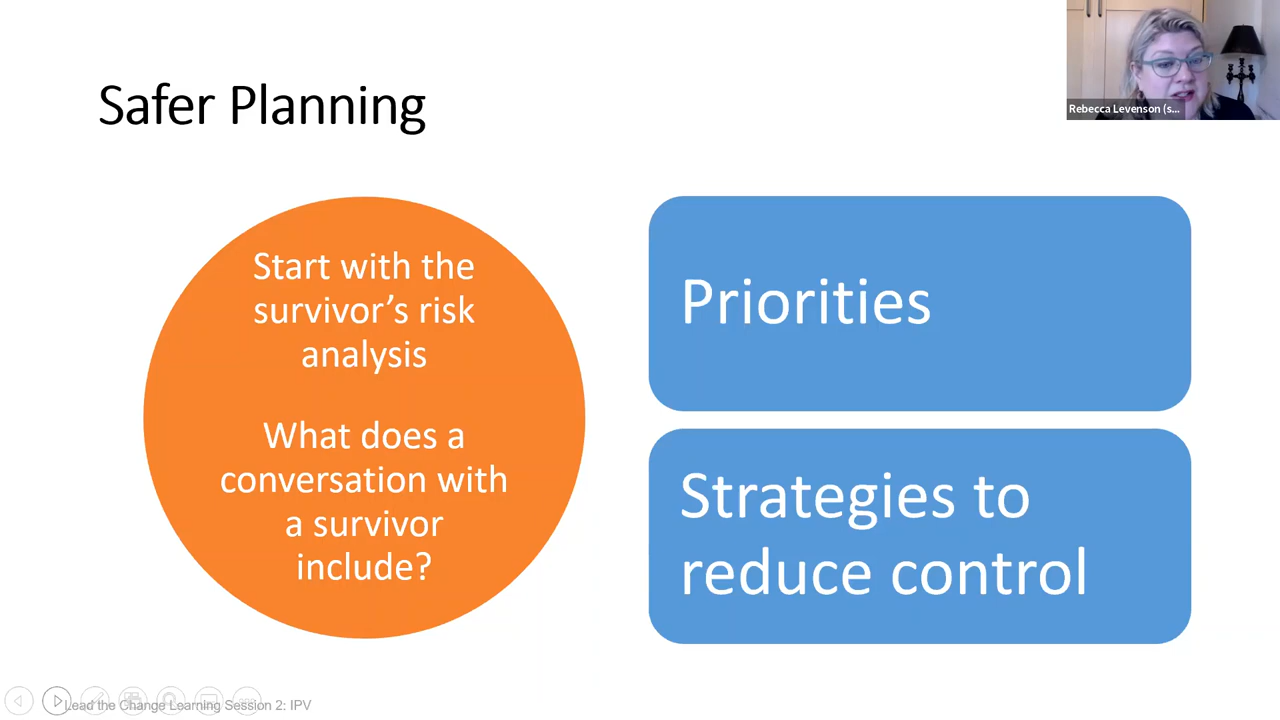 Safer Planning
Rebecca Levenson (s...
Start with the
survivor’s risk
analysis
What does a
conversation with
a survivor
include?
Priorities
Strategies to
reduce control
Lead the Change Learning Session 2: IPV